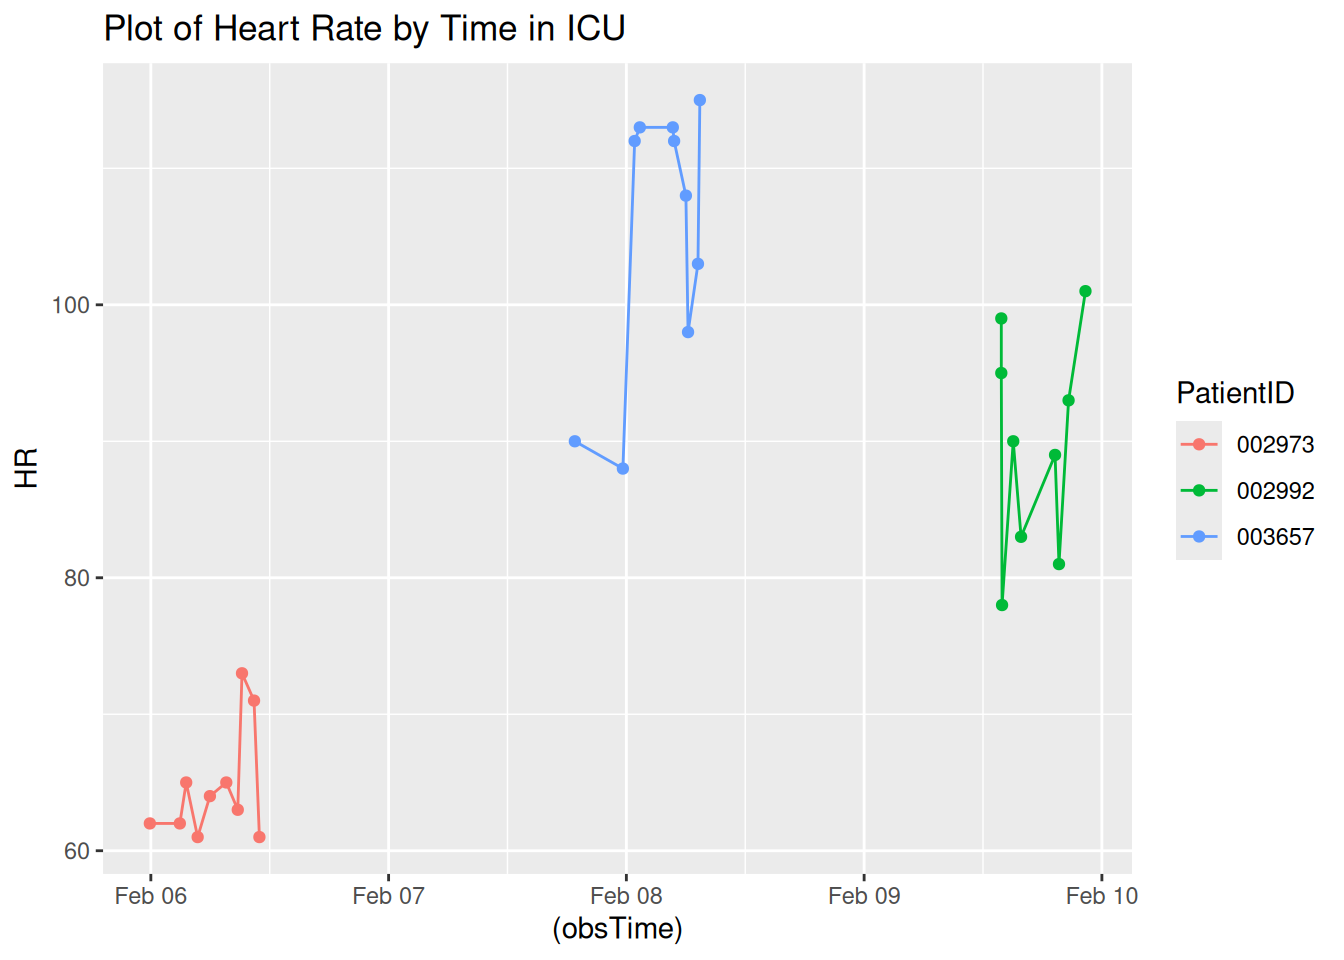 Plot of Heart Rate by Time in ICU
HR
100
80
60
Feb 06 Feb 07 Feb 08 Feb 09 Feb 10
(obsTime)
PatientID
002973
002992
003657